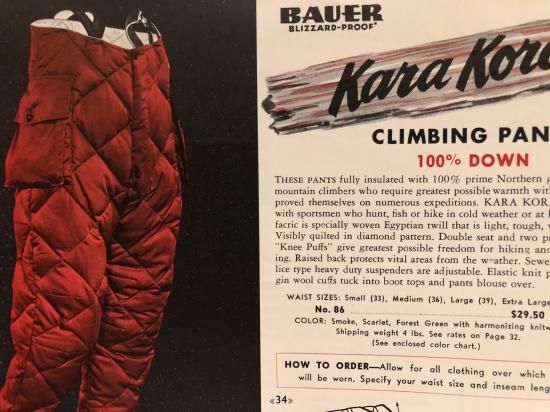 BAUER
BLIZZARD-PROOF
Kara Kor
CLIMBING PAN
100% DOWN
THESE PANTS fully insulated with 100% prime Northern g
mountain climbers who require greatest possible warmth with
proved themselves on numerous expeditions. KARA KOR
with sportsmen who hunt, fish or hike in cold weather or at
facric is specially woven Egyptian twill that is light, tough,
Visibly quilted in diamond pattern. Double seat and two pa
"Knee Puffs" give greatest possible freedom for hiking an
ing. Raised back protects vital areas from the weather. Sewe
lice type heavy duty suspenders are adjustable. Elastic knit
gin wool cuffs tuck into boot tops and pants blouse over.
WAIST SIZES: Small (33), Medium (36), Large (39), Extra Large
No. 86 $29.50
COLOR: Smoke, Scarlet, Forest Green with harmonizing knitw
Shipping weight 4 lbs. See rates on Page 32.
(See enclosed color chart.)
HOW TO ORDER—Allow for all clothing over which
will be worn. Specify your waist size and inseam leng
«34»